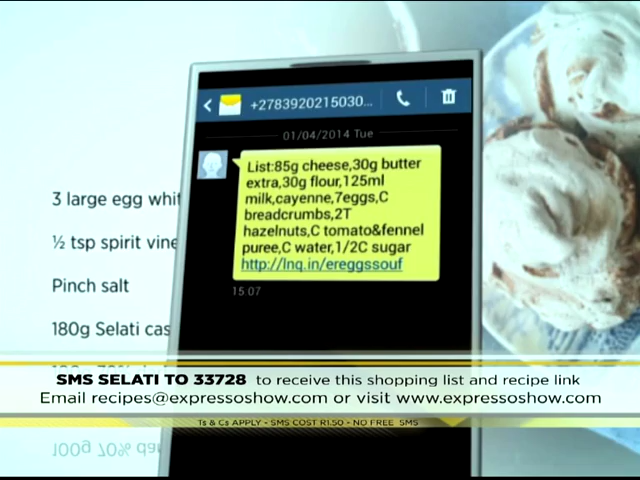 +2783920215030...
01/04/2014 Tue
List:85g cheese,30g butter
extra,30g flour,125ml
milk,cayenne,7eggs,C
breadcrumbs,2T
hazelnuts,C tomato&fennel
puree,C water,1/2C sugar
http://lnq.in/ereggssouf
15:07
3 large egg whit
½ tsp spirit vine
Pinch salt
180g Selati cas
SMS SELATI TO 33728 to receive this shopping list and recipe link
Email recipes@expressoshow.com or visit www.expressoshow.com
Ts & Cs APPLY - SMS COST R1.50 - NO FREE SMS
100g 70% dar